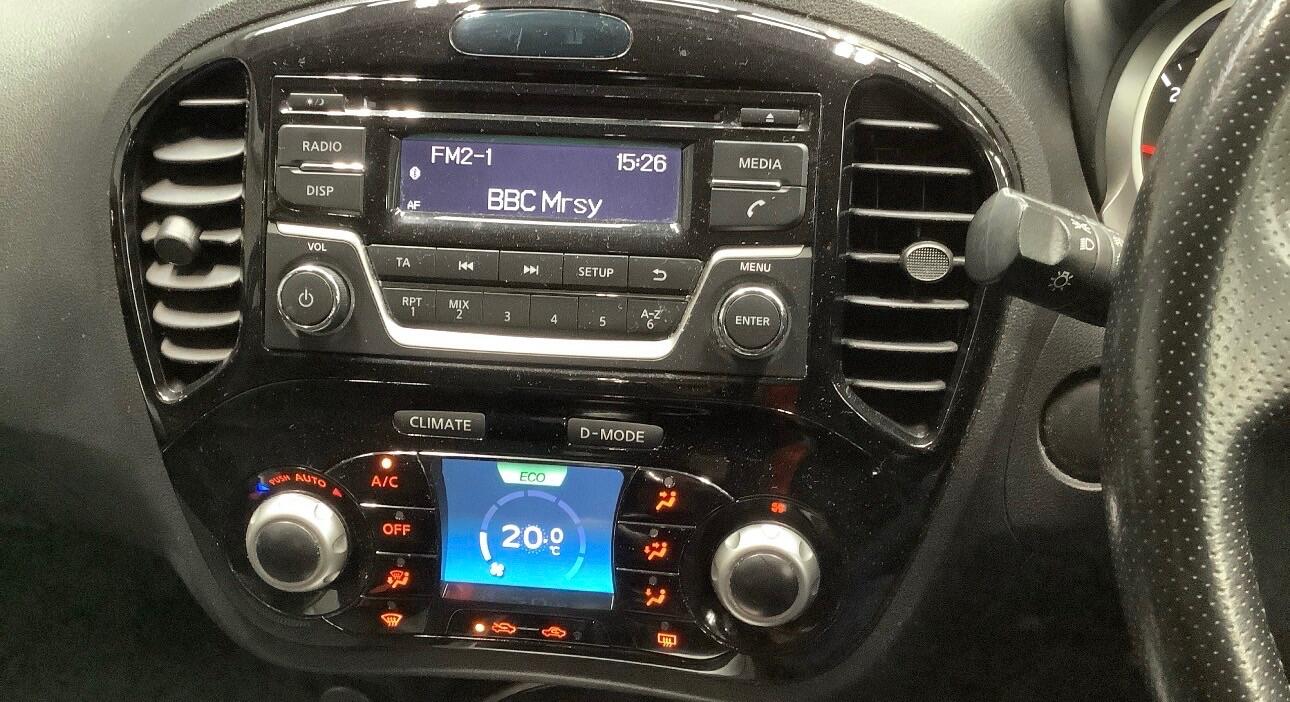 RADIO
DISP
FM2-1 15:26
BBC Mrsy
AF
MEDIA
VOL
TA
SETUP
MENU
RPT 1
MIX 2
3
4
5
A-Z 6
ENTER
CLIMATE
D-MODE
PUSH AUTO
A/C
OFF
ECO
20.0 °C
2